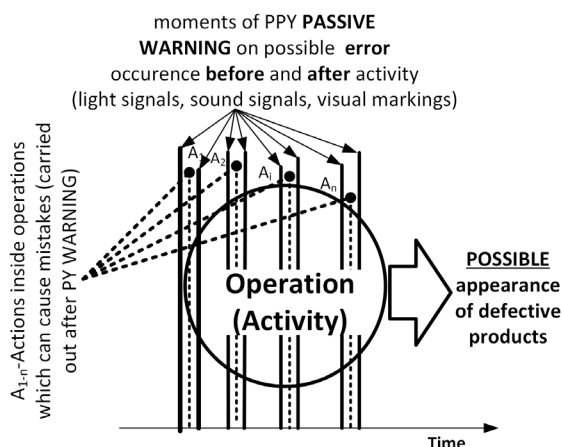 moments of PPY PASSIVE
WARNING on possible error
occurence before and after activity
(light signals, sound signals, visual markings)
A1-n-Actions inside operations
which can cause mistakes (carried
out after PY WARNING)
A1
A2
Ai
An
Operation
(Activity)
POSSIBLE
appearance
of defective
products
Time